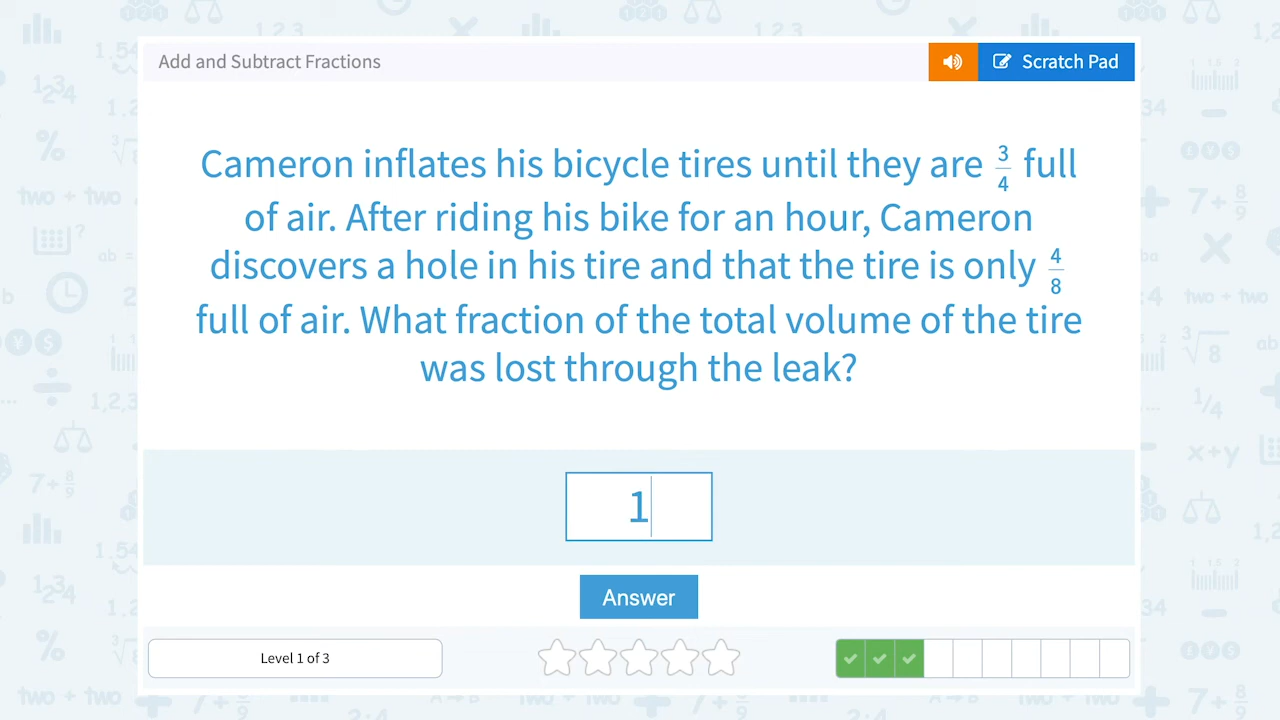 Add and Subtract Fractions
Scratch Pad
Cameron inflates his bicycle tires until they are 3/4 full
of air. After riding his bike for an hour, Cameron
discovers a hole in his tire and that the tire is only 4/8
full of air. What fraction of the total volume of the tire
was lost through the leak?
1
Answer
Level 1 of 3